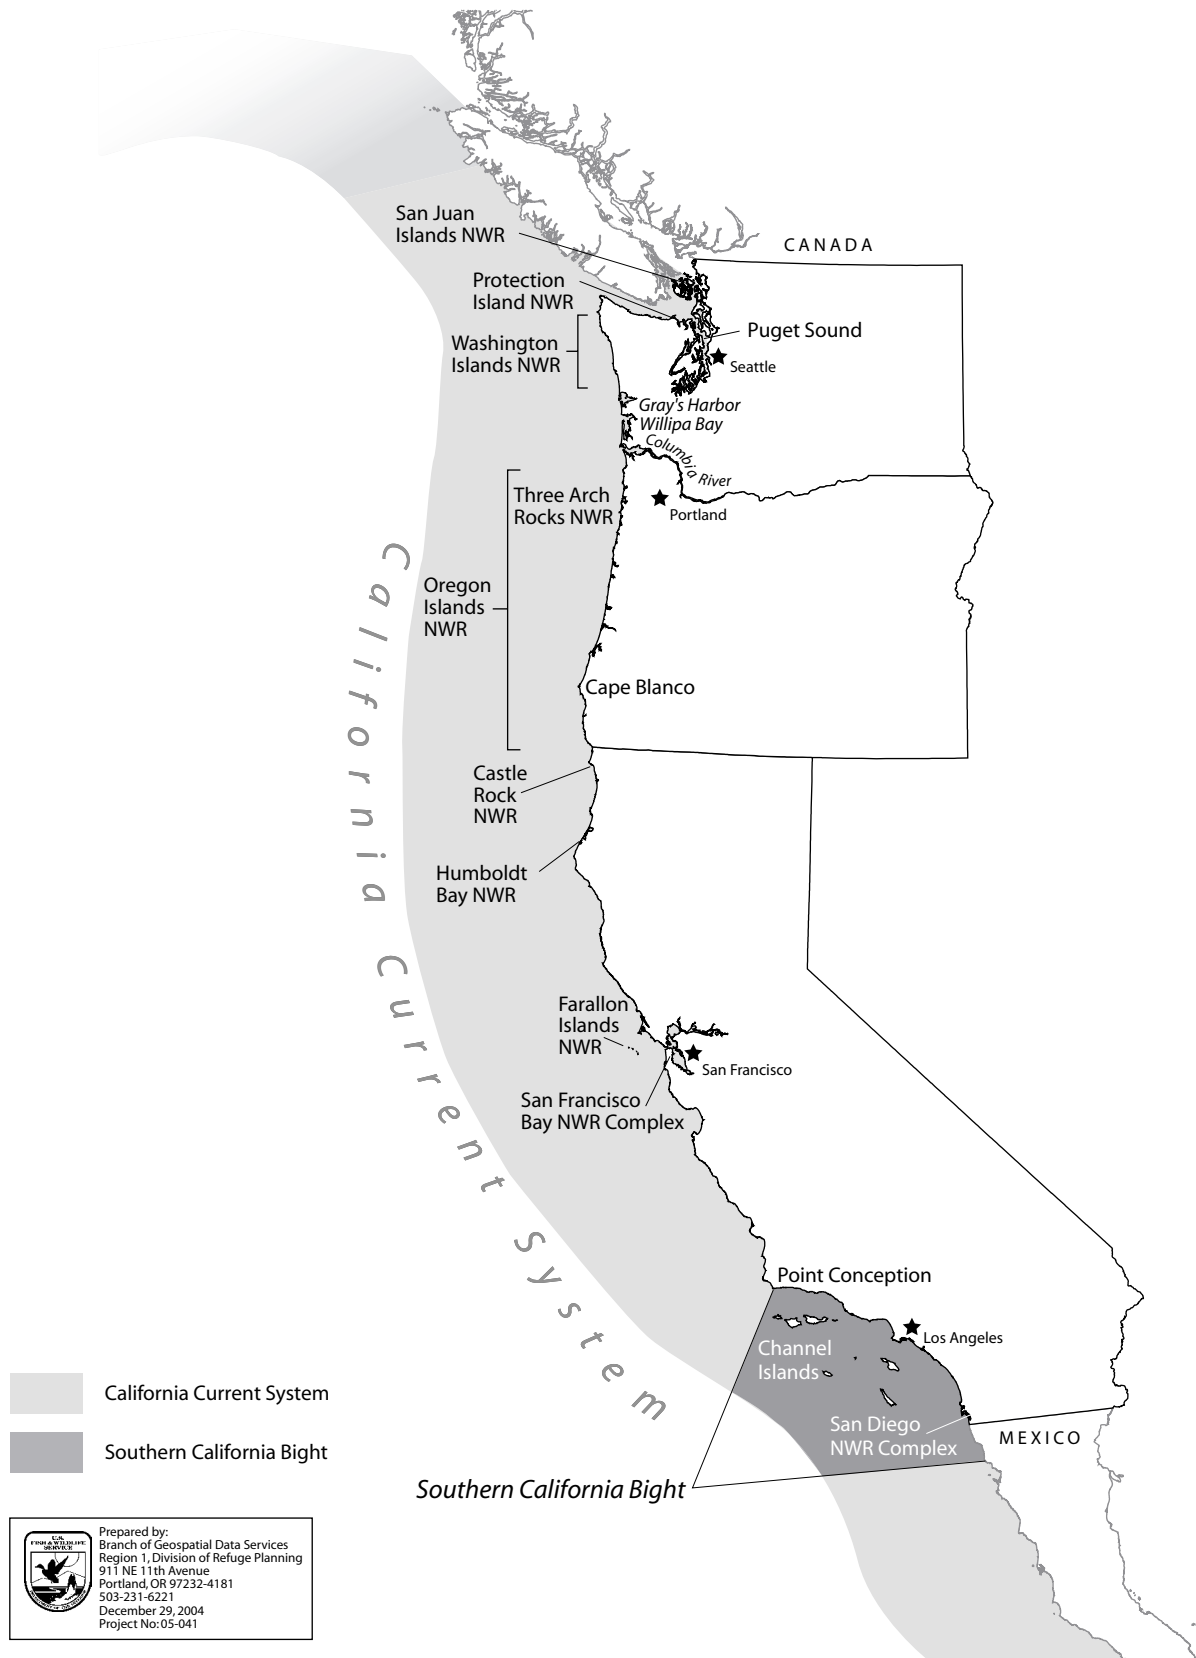 CANADA
San Juan
Islands NWR
Protection
Island NWR
Puget Sound
Washington
Islands NWR
Seattle
Gray's Harbor
Willipa Bay
Columbia River
Three Arch
Rocks NWR
Portland
Oregon
Islands
NWR
Cape Blanco
Castle
Rock
NWR
Humboldt
Bay NWR
California Current System
Farallon
Islands
NWR
San Francisco
San Francisco
Bay NWR Complex
Point Conception
Los Angeles
Channel
Islands
San Diego
NWR Complex
MEXICO
Southern California Bight
California Current System
Southern California Bight
U.S.
FISH & WILDLIFE
SERVICE
Prepared by:
Branch of Geospatial Data Services
Region 1, Division of Refuge Planning
911 NE 11th Avenue
Portland, OR 97232-4181
503-231-6221
December 29, 2004
Project No: 05-041